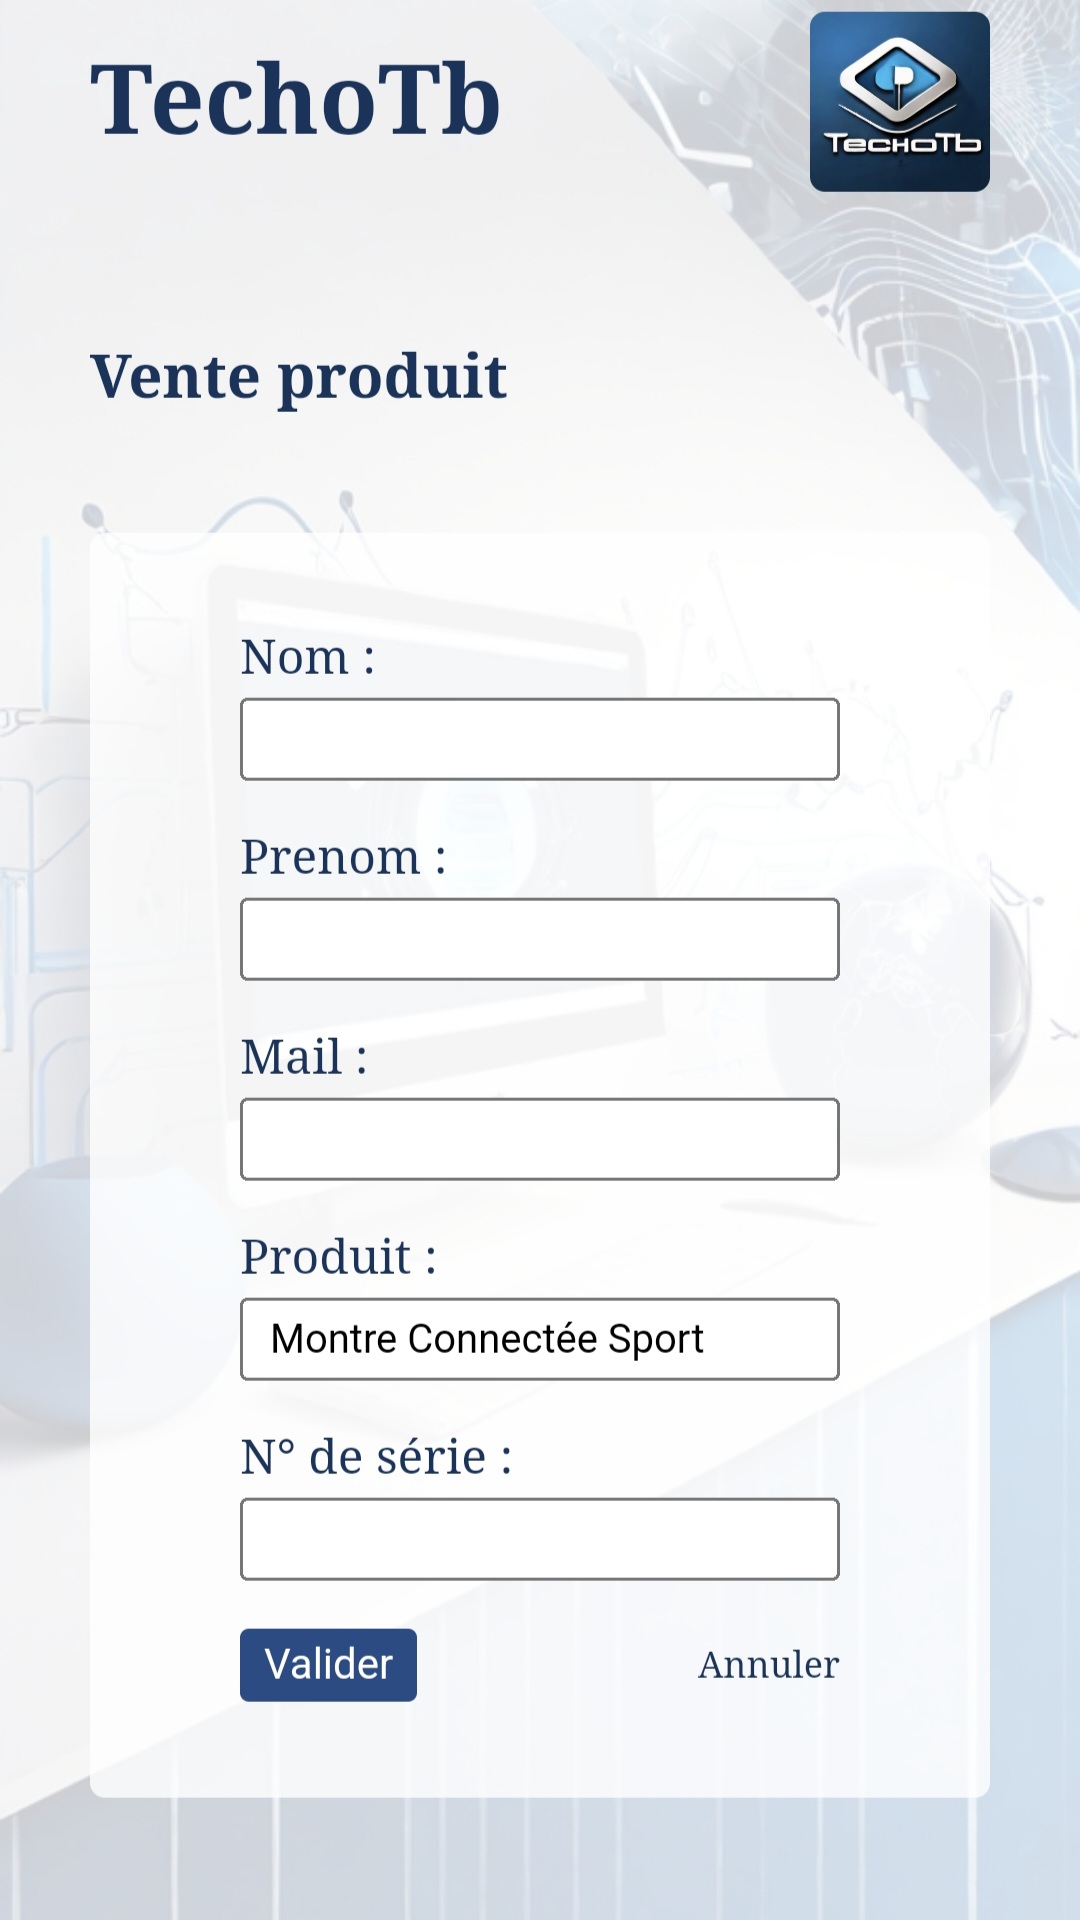 TechoTb
TECHOTb
Vente produit
Nom :
Prenom :
Mail :
Produit :
Montre Connectée Sport
N° de série :
Valider
Annuler